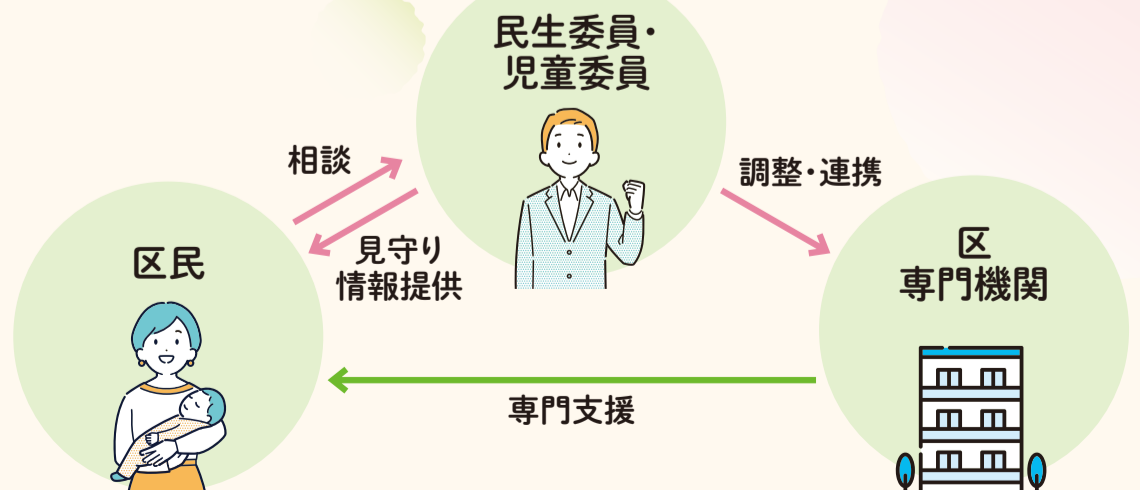 民生委員・
児童委員
相談
調整・連携
見守り
情報提供
区民
区
専門機関
専門支援